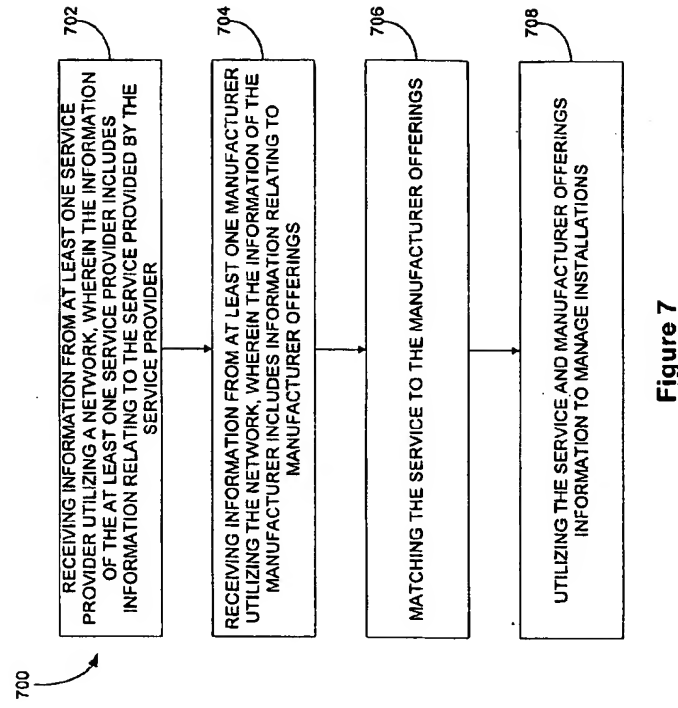 700
702
RECEIVING INFORMATION FROM AT LEAST ONE SERVICE
PROVIDER UTILIZING A NETWORK, WHEREIN THE INFORMATION
OF THE AT LEAST ONE SERVICE PROVIDER INCLUDES
INFORMATION RELATING TO THE SERVICE PROVIDED BY THE
SERVICE PROVIDER
704
RECEIVING INFORMATION FROM AT LEAST ONE MANUFACTURER
UTILIZING THE NETWORK, WHEREIN THE INFORMATION OF THE
MANUFACTURER INCLUDES INFORMATION RELATING TO
MANUFACTURER OFFERINGS
706
MATCHING THE SERVICE TO THE MANUFACTURER OFFERINGS
708
UTILIZING THE SERVICE AND MANUFACTURER OFFERINGS
INFORMATION TO MANAGE INSTALLATIONS
Figure 7